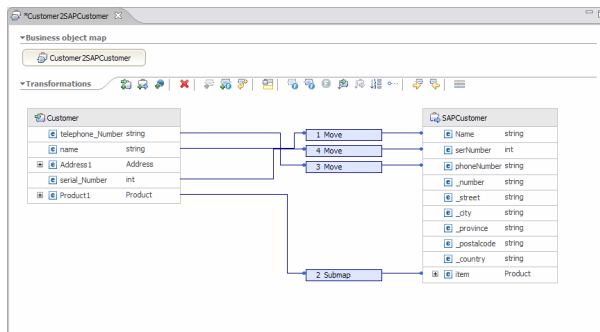 *Customer2SAPCustomer
Business object map
Customer2SAPCustomer
Transformations
Customer
telephone_Number string
name string
Address1 Address
serial_Number int
Product1 Product
1 Move
4 Move
3 Move
2 Submap
SAPCustomer
Name string
serNumber int
phoneNumber string
_number string
_street string
_city string
_province string
_postalcode string
_country string
item Product